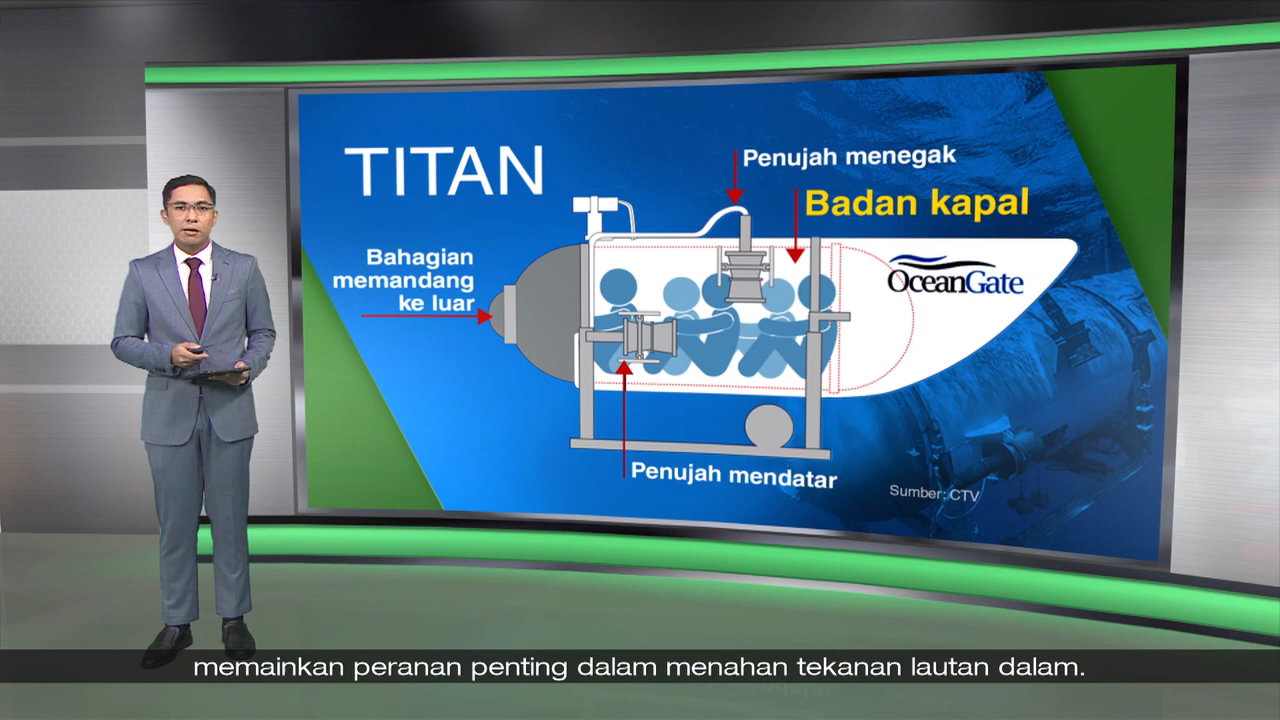 TITAN
Penujah menegak
Badan kapal
Bahagian
memandang
ke luar
OceanGate
Penujah mendatar
Sumber: CTV
memainkan peranan penting dalam menahan tekanan lautan dalam.